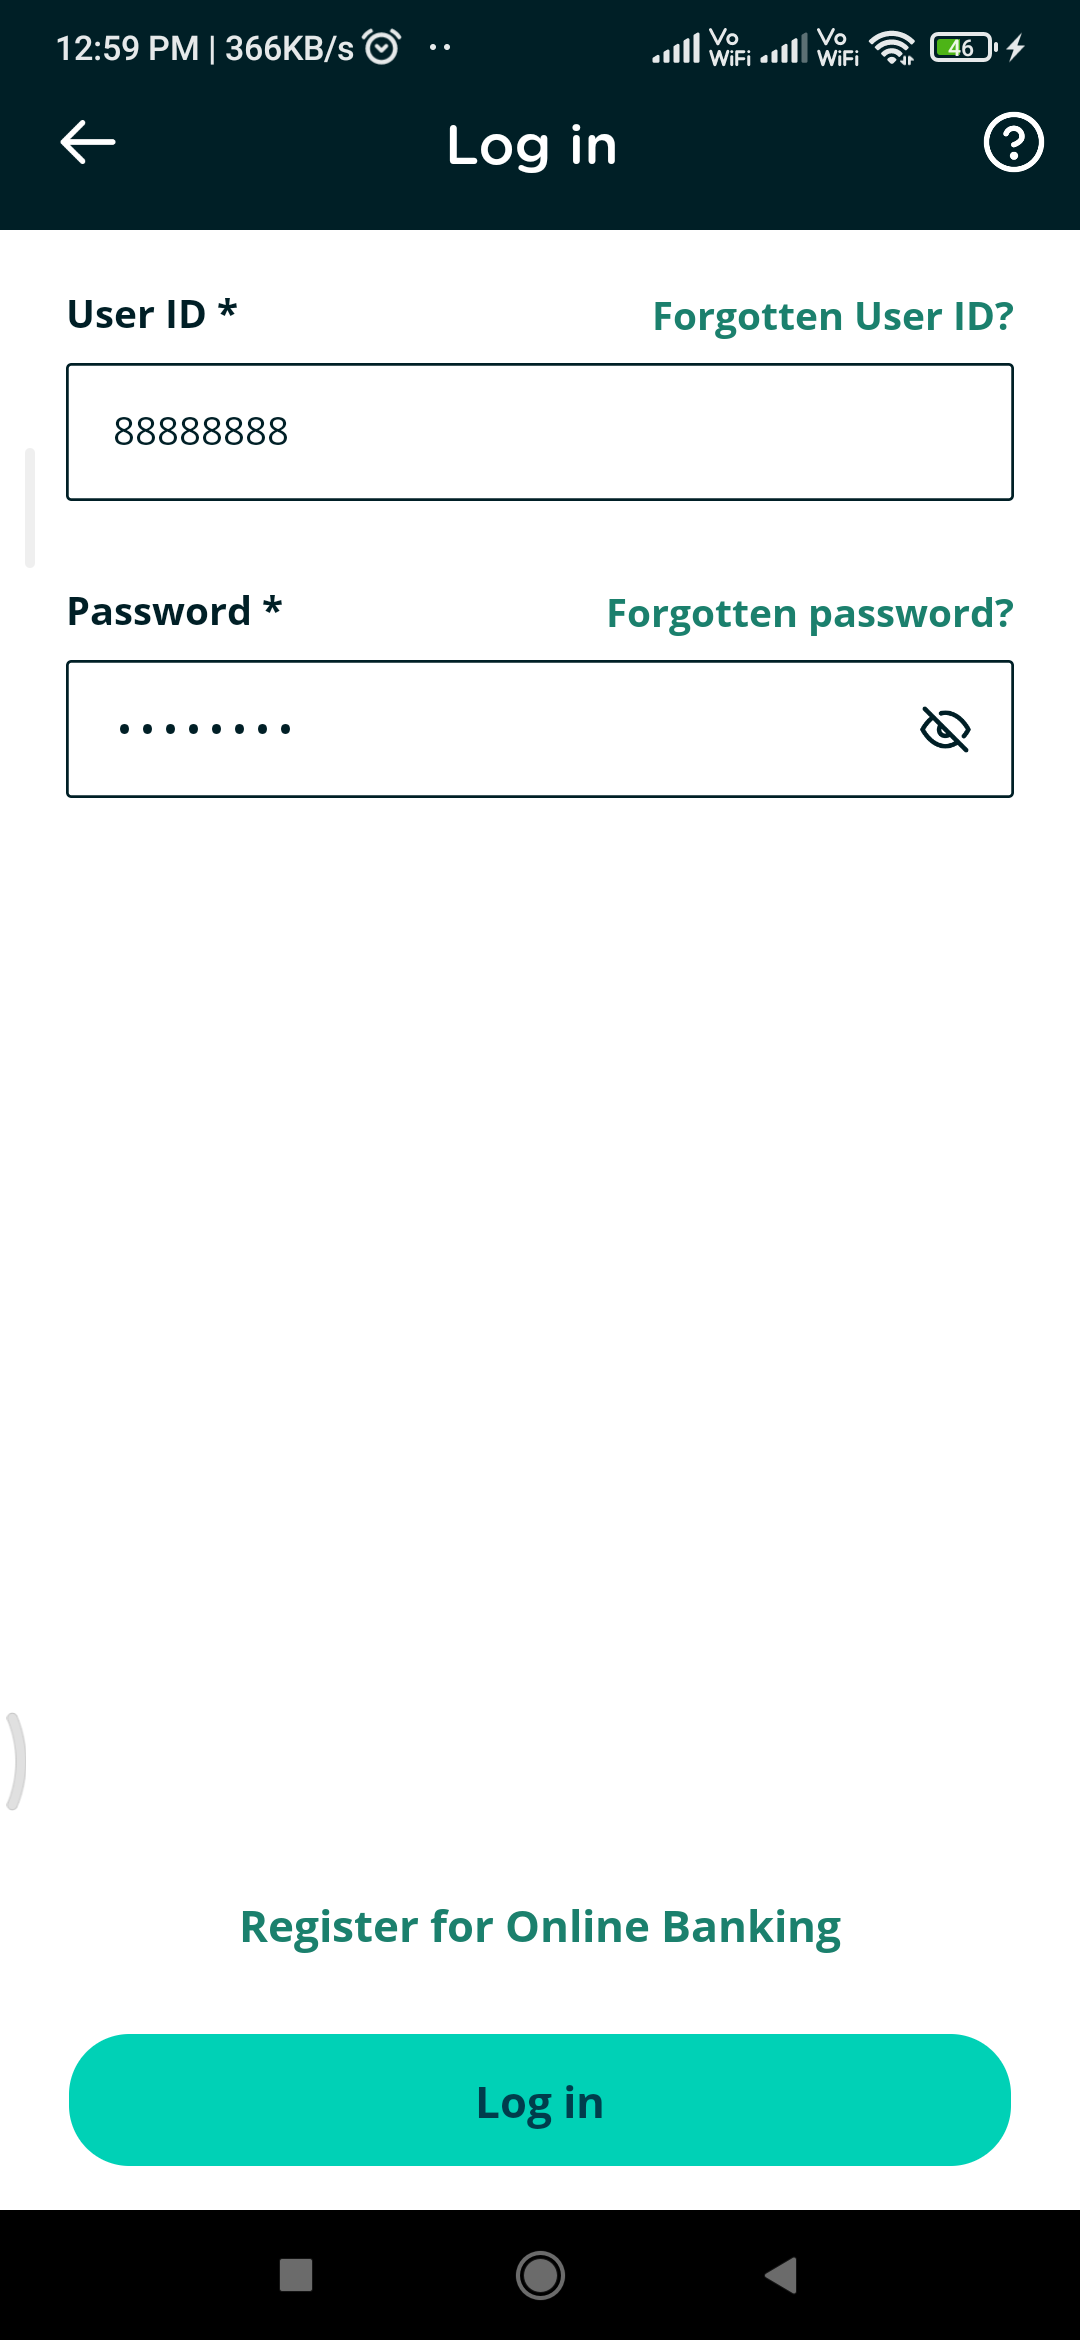 12:59 PM | 366KB/s
Vo WiFi Vo WiFi 46
Log in
User ID *
Forgotten User ID?
88888888
Password *
Forgotten password?
••••••••
Register for Online Banking
Log in